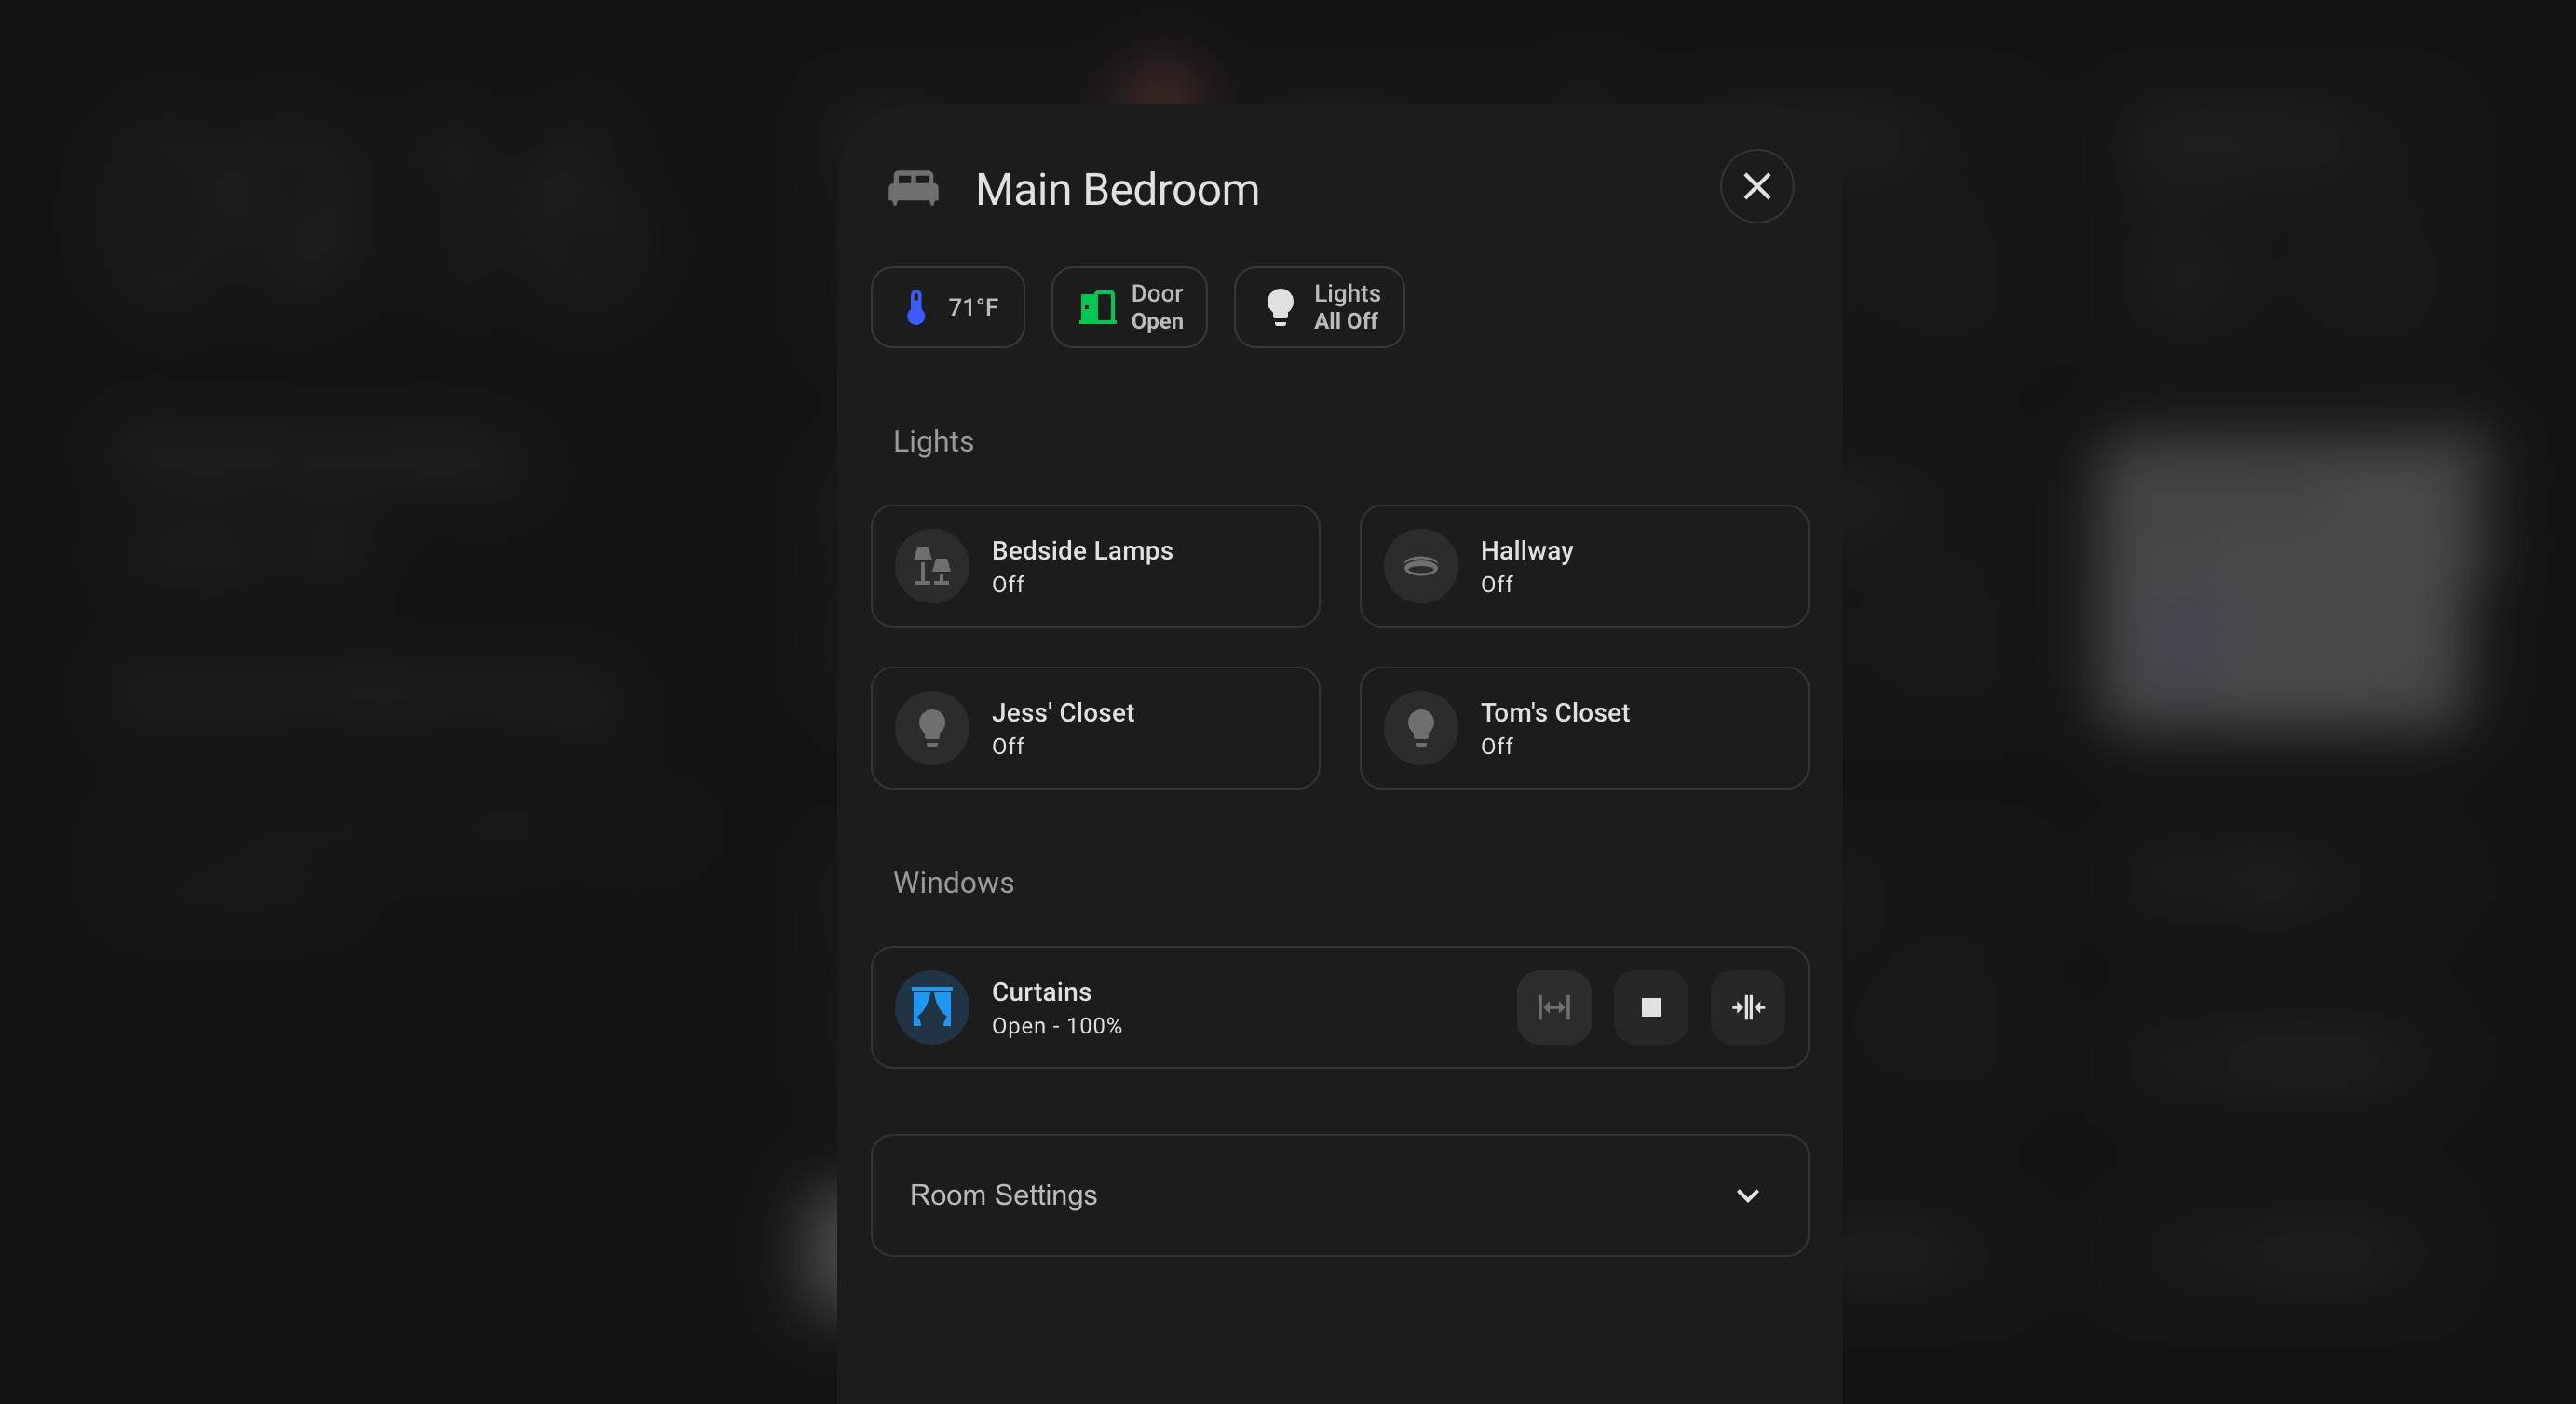 Main Bedroom
71°F
Door
Open
Lights
All Off
Lights
Bedside Lamps
Off
Hallway
Off
Jess' Closet
Off
Tom's Closet
Off
Windows
Curtains
Open - 100%
Room Settings